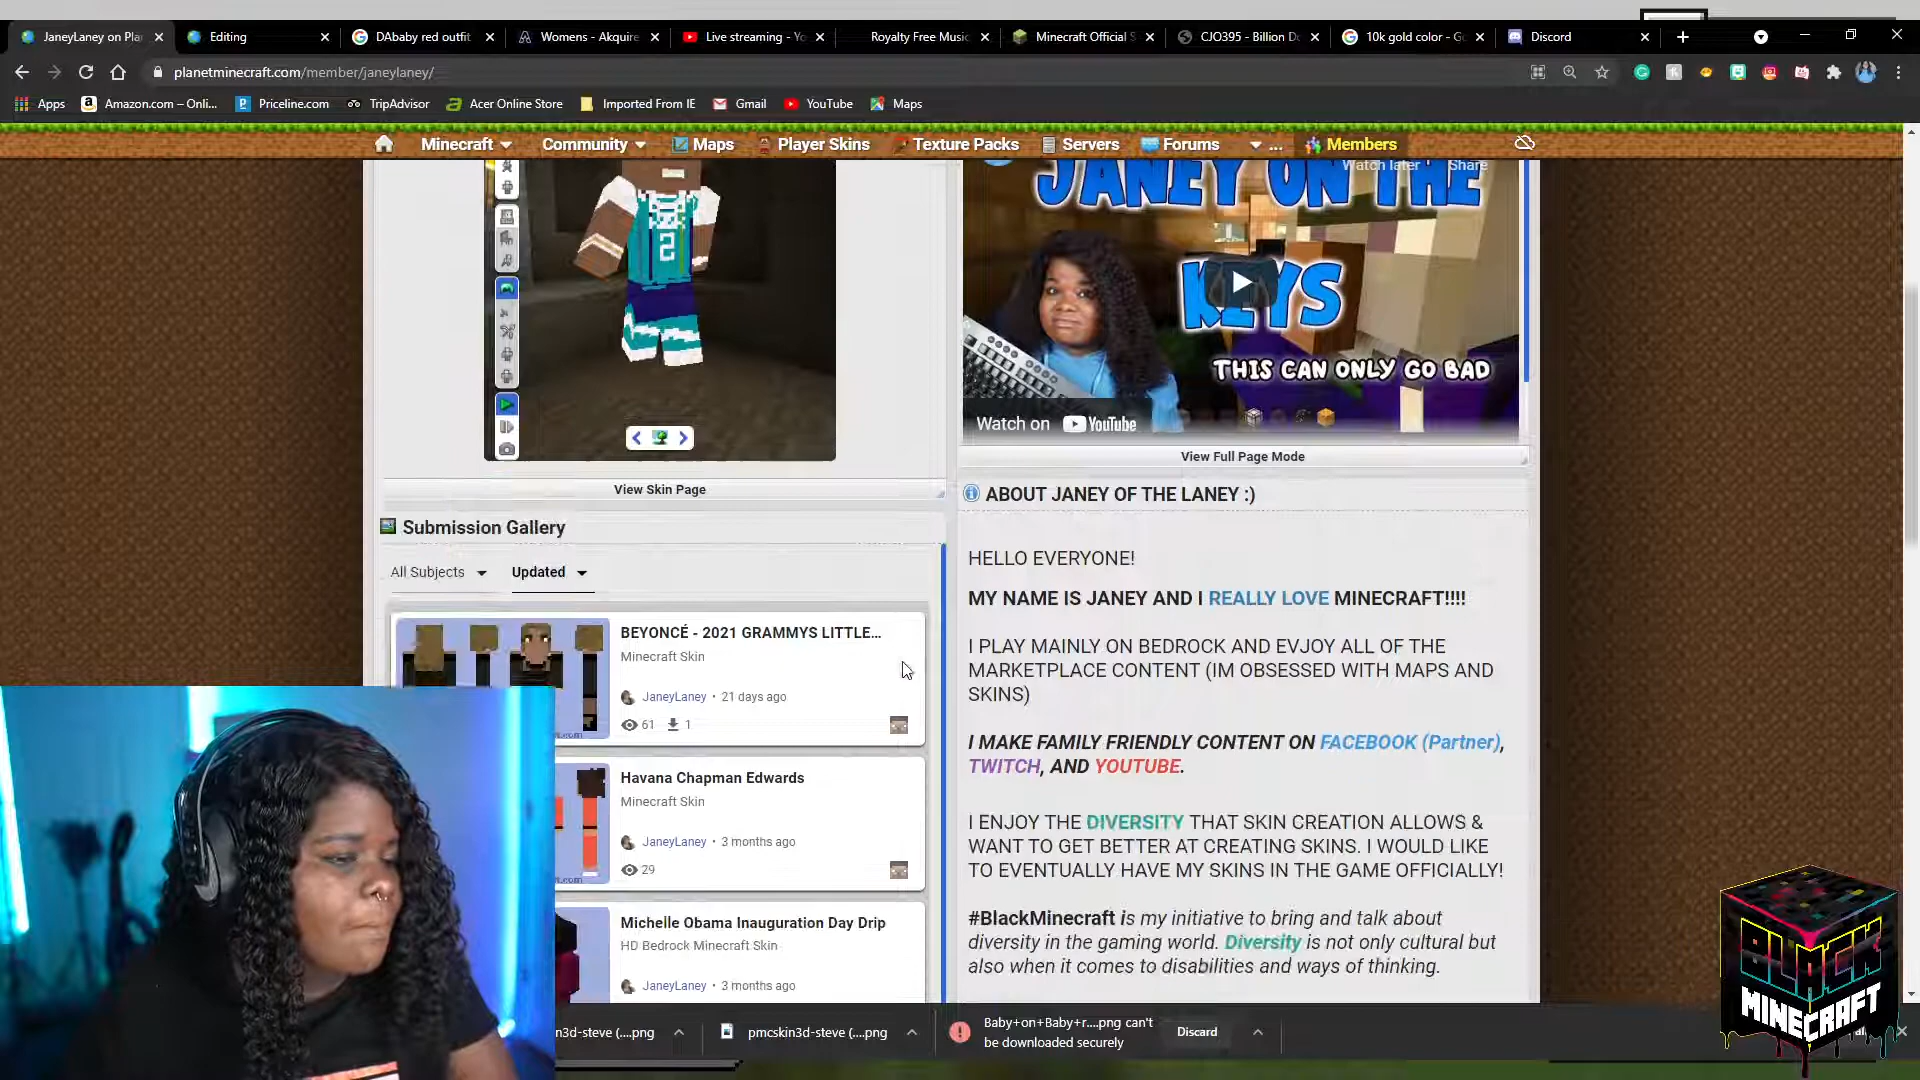 JaneyLaney on Pla
Editing
DAbaby red outfit
Womens - Akquire
Live streaming - Yo
Royalty Free Music
Minecraft Official S
CJO395 - Billion Du
10k gold color - Go
Discord
planetminecraft.com/member/janeylaney/
Apps
Amazon.com – Onli...
Priceline.com
TripAdvisor
Acer Online Store
Imported From IE
Gmail
YouTube
Maps
Minecraft
Community
Maps
Player Skins
Texture Packs
Servers
Forums
...
Members
2
Watch later
Share
JANEY ON THE
KEYS
THIS CAN ONLY GO BAD
Watch on YouTube
View Full Page Mode
View Skin Page
Submission Gallery
All Subjects
Updated
BEYONCÉ - 2021 GRAMMYS LITTLE...
Minecraft Skin
JaneyLaney • 21 days ago
61 1
Havana Chapman Edwards
Minecraft Skin
JaneyLaney • 3 months ago
29
Michelle Obama Inauguration Day Drip
HD Bedrock Minecraft Skin
JaneyLaney • 3 months ago
ABOUT JANEY OF THE LANEY :)
HELLO EVERYONE!
MY NAME IS JANEY AND I REALLY LOVE MINECRAFT!!!!
I PLAY MAINLY ON BEDROCK AND EVJOY ALL OF THE
MARKETPLACE CONTENT (IM OBSESSED WITH MAPS AND
SKINS)
I MAKE FAMILY FRIENDLY CONTENT ON FACEBOOK (Partner),
TWITCH, AND YOUTUBE.
I ENJOY THE DIVERSITY THAT SKIN CREATION ALLOWS &
WANT TO GET BETTER AT CREATING SKINS. I WOULD LIKE
TO EVENTUALLY HAVE MY SKINS IN THE GAME OFFICIALLY!
#BlackMinecraft is my initiative to bring and talk about
diversity in the gaming world. Diversity is not only cultural but
also when it comes to disabilities and ways of thinking.
n3d-steve (....png
pmcskin3d-steve (....png
Baby+on+Baby+r....png can't
be downloaded securely
Discard
BLACK
MINECRAFT